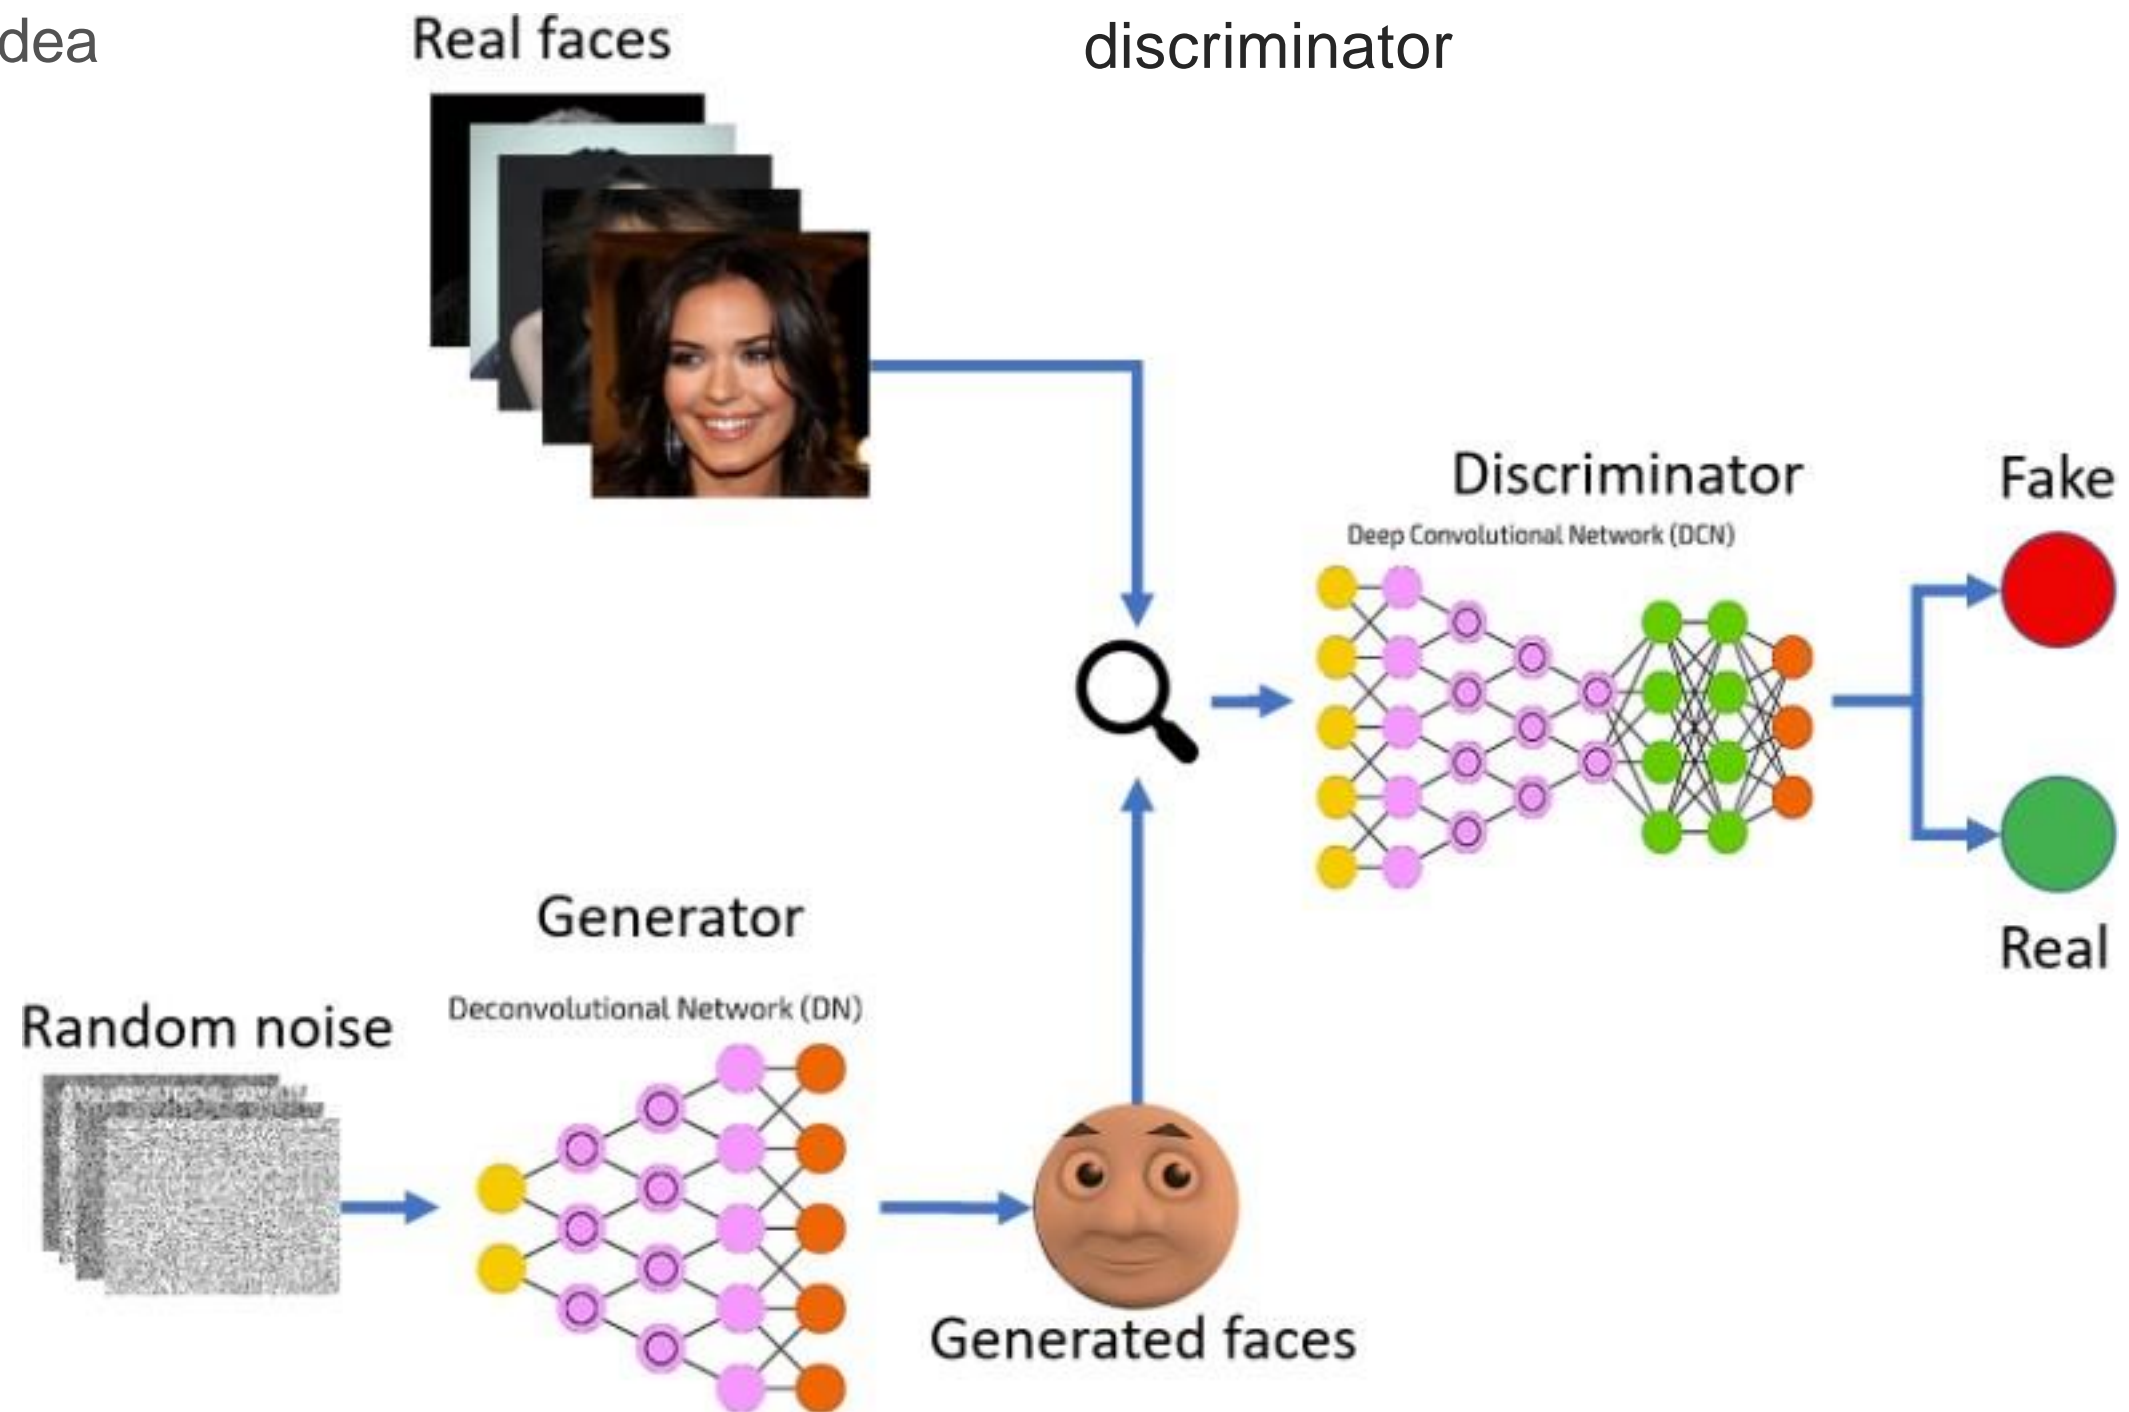 dea
Real faces
discriminator
Discriminator
Deep Convolutional Network (DCN)
Fake
Real
Generator
Deconvolutional Network (DN)
Random noise
Generated faces